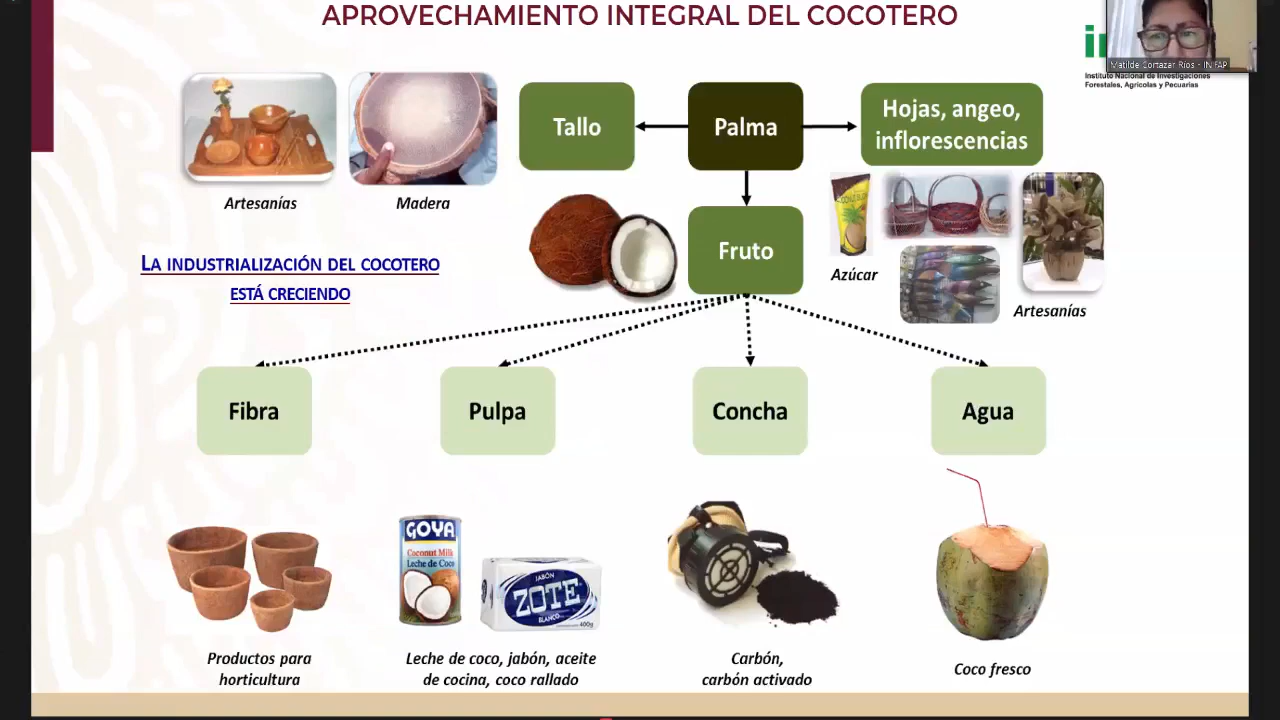 APROVECHAMIENTO INTEGRAL DEL COCOTERO
Matilde Cortazar Rios - INIFAP
Instituto Nacional de Investigaciones
Forestales, Agrícolas y Pecuarias
Tallo
Palma
Hojas, angeo,
inflorescencias
Artesanías
Madera
LA INDUSTRIALIZACIÓN DEL COCOTERO
ESTÁ CRECIENDO
Fruto
Azúcar
Artesanías
Fibra
Pulpa
Concha
Agua
GOYA
Coconut Milk
Leche de Coco
JABÓN
ZOTE
BLANCO
400g
Productos para
horticultura
Leche de coco, jabón, aceite
de cocina, coco rallado
Carbón,
carbón activado
Coco fresco